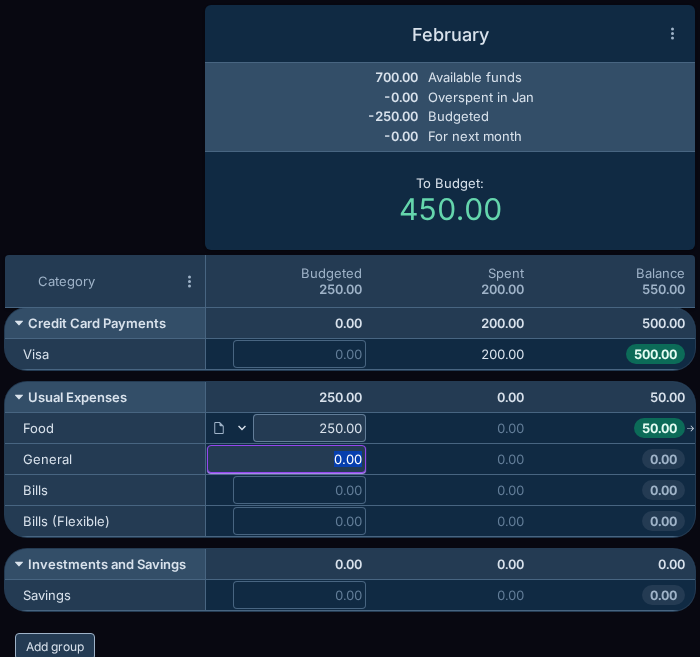 February
700.00 Available funds
-0.00 Overspent in Jan
-250.00 Budgeted
-0.00 For next month
To Budget:
450.00
Category Budgeted 250.00 Spent 200.00 Balance 550.00
Credit Card Payments 0.00 200.00 500.00
Visa 0.00 200.00 500.00
Usual Expenses 250.00 0.00 50.00
Food 250.00 0.00 50.00
General 0.00 0.00 0.00
Bills 0.00 0.00 0.00
Bills (Flexible) 0.00 0.00 0.00
Investments and Savings 0.00 0.00 0.00
Savings 0.00 0.00 0.00
Add group